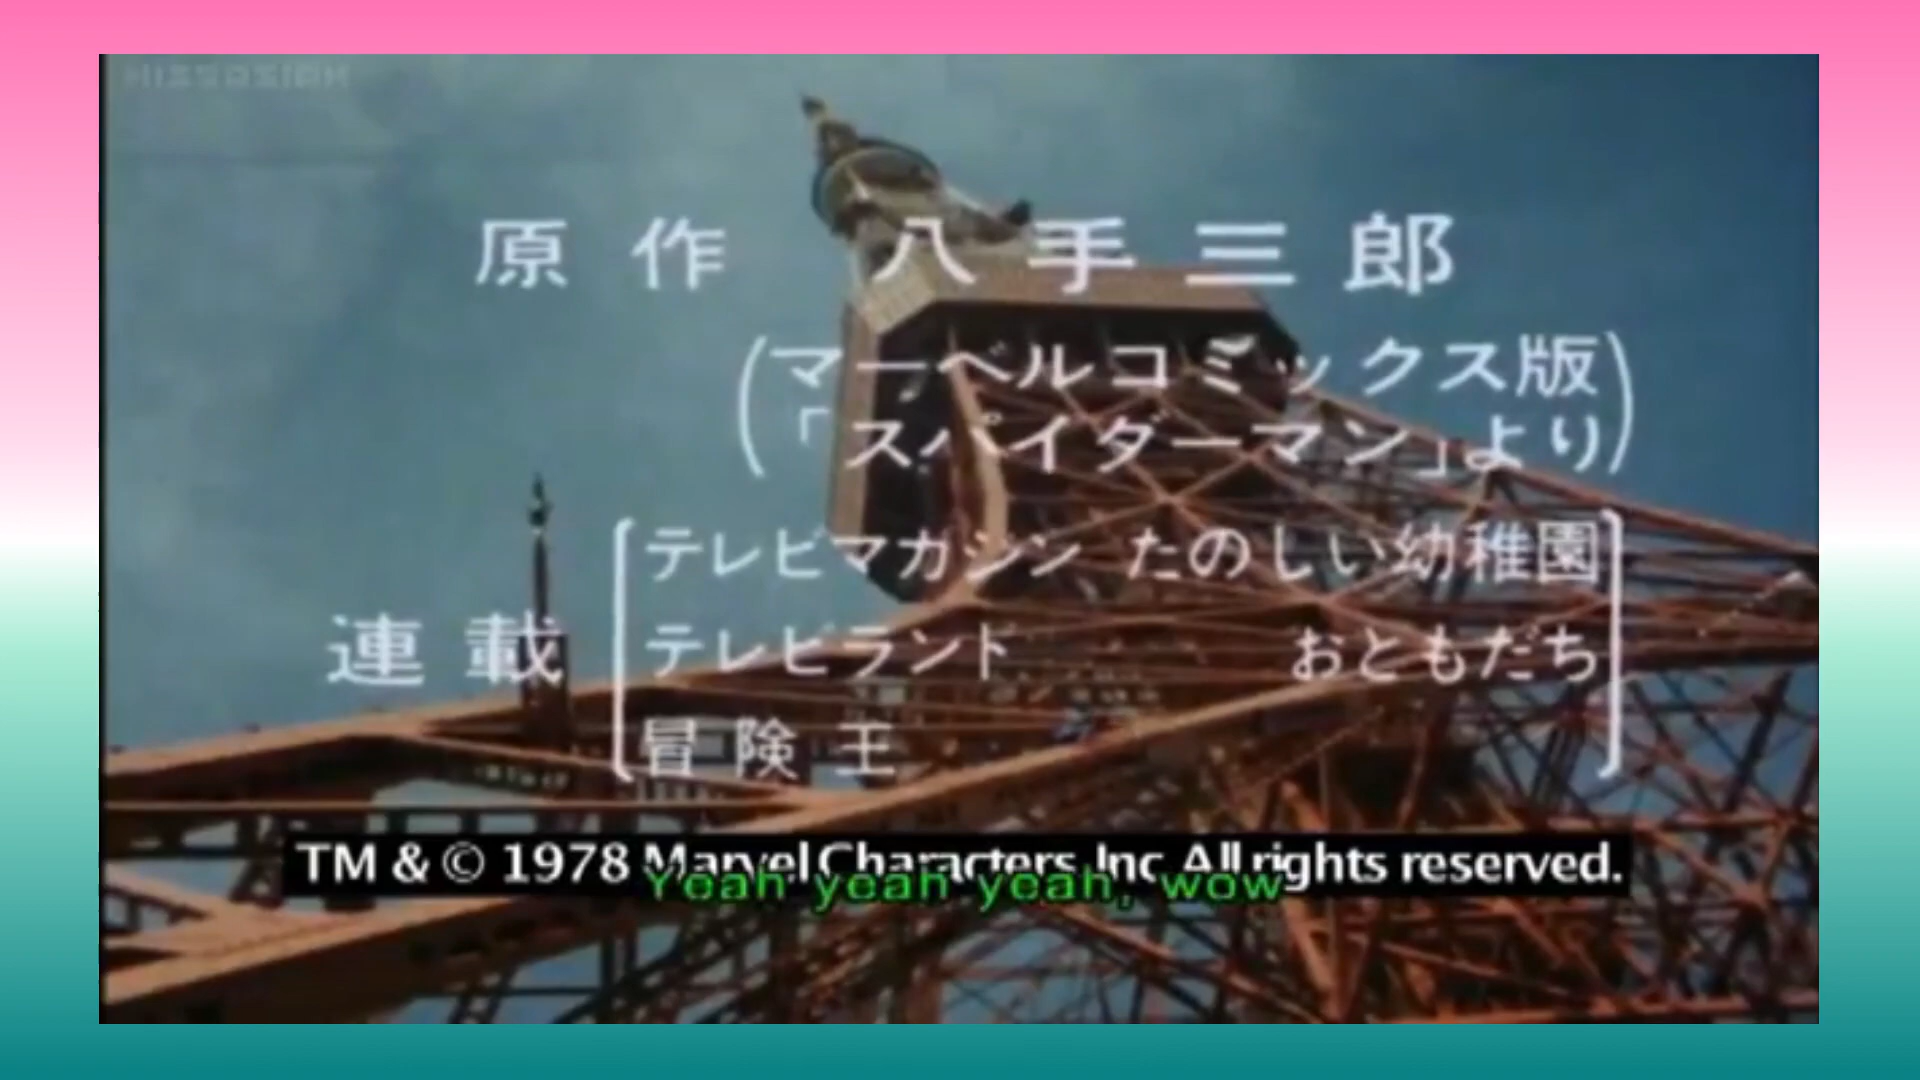 KISSASIAN
原作 八手三郎
(マーベルコミックス版
「スパイダーマン」より)
連載
テレビマガジン たのしい幼稚園
テレビランド おともだち
冒険王
TM & © 1978 Marvel Characters, Inc. All rights reserved.
Yeah yeah yeah, wow